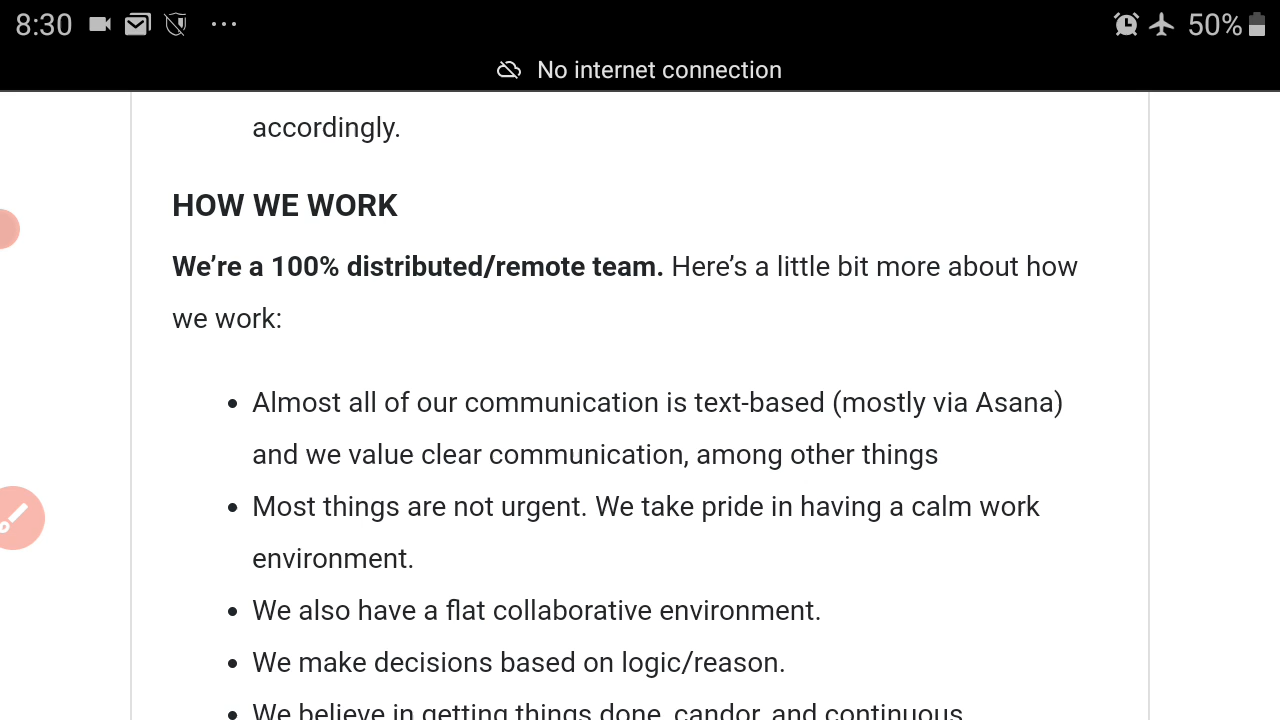 8:30 ... 50%
No internet connection
accordingly.
HOW WE WORK
We’re a 100% distributed/remote team. Here’s a little bit more about how
we work:
• Almost all of our communication is text-based (mostly via Asana)
and we value clear communication, among other things
• Most things are not urgent. We take pride in having a calm work
environment.
• We also have a flat collaborative environment.
• We make decisions based on logic/reason.
• We believe in getting things done, candor, and continuous